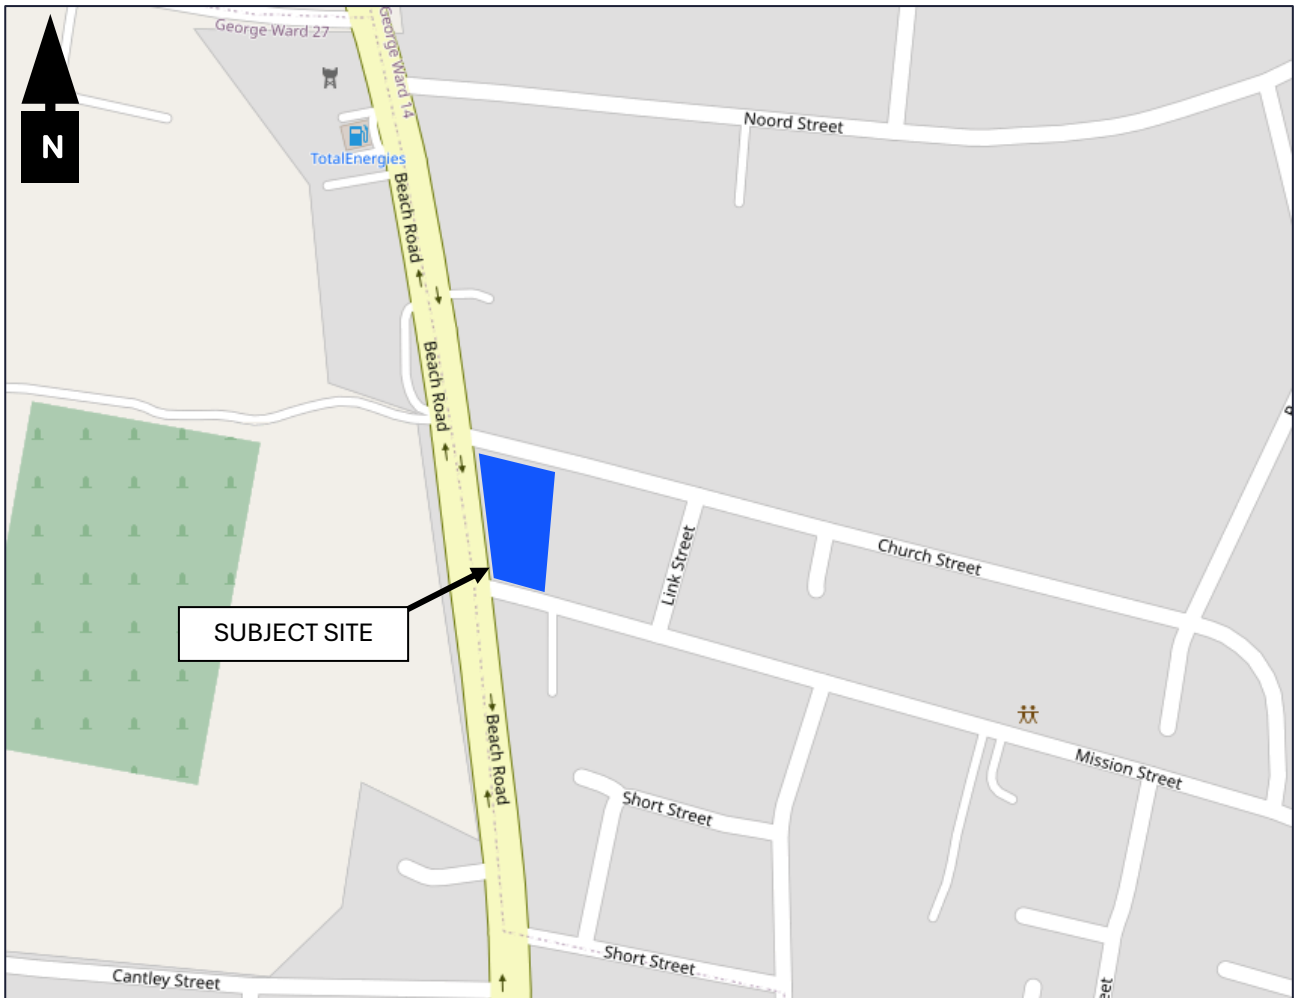 George Ward 27
George Ward 14
N
Noord Street
TotalEnergies
Beach Road
Beach Road
Church Street
Link Street
SUBJECT SITE
Beach Road
Mission Street
Short Street
Short Street
Cantley Street